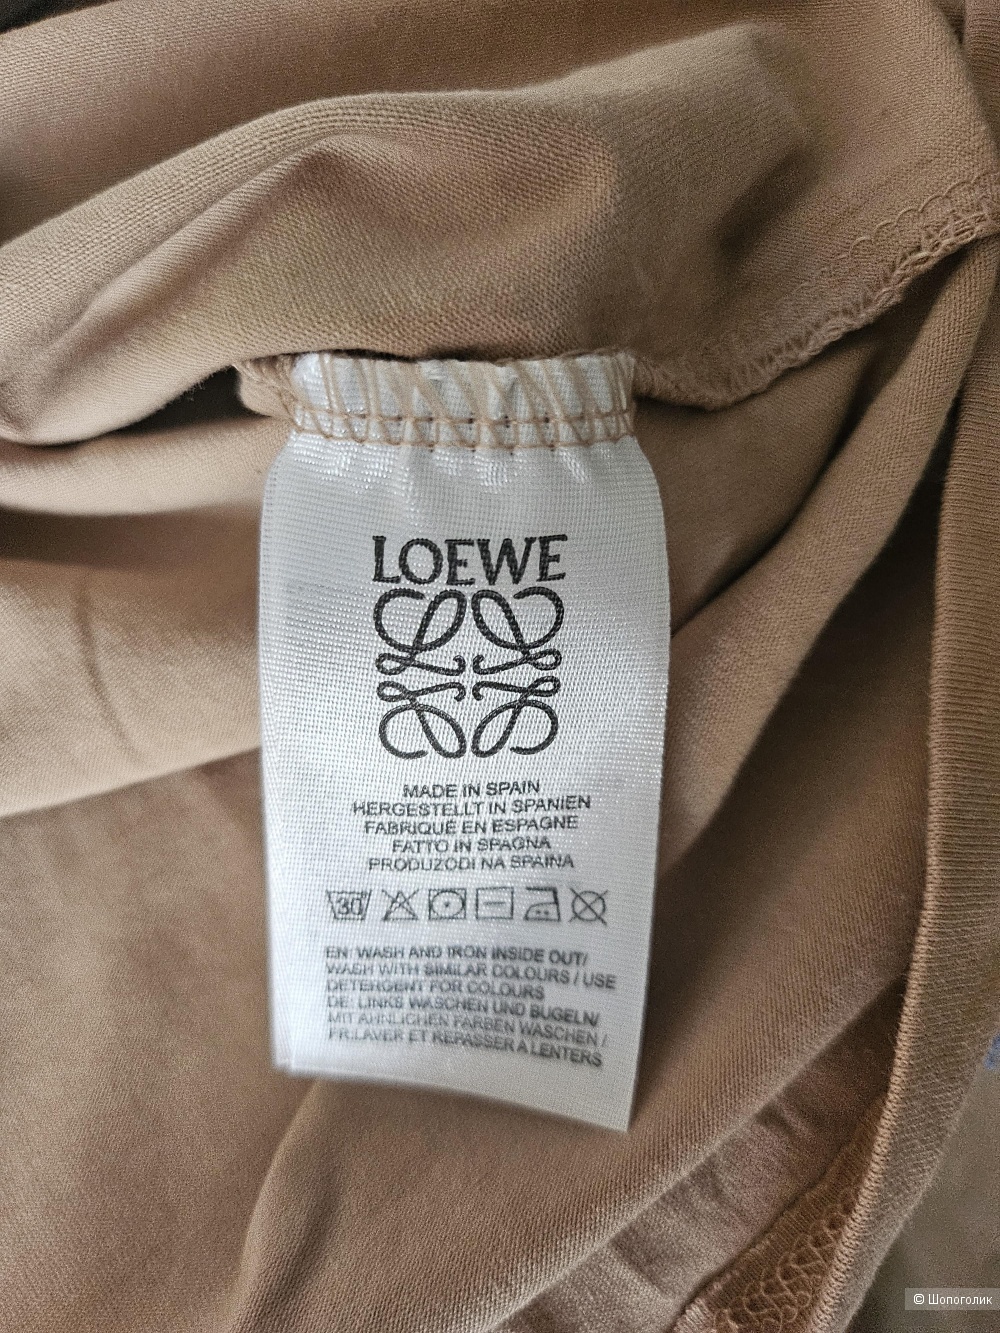 LOEWE
MADE IN SPAIN
HERGESTELLT IN SPANIEN
FABRIQUÉ EN ESPAGNE
FATTO IN SPAGNA
PRODUZODI NA SPAINA
30
EN: WASH AND IRON INSIDE OUT/
WASH WITH SIMILAR COLOURS / USE
DETERGENT FOR COLOURS
DE: LINKS WASCHEN UND BUGELN/
MIT AHNLICHEN FARBEN WASCHEN /
FR:LAVER ET REPASSER A LENTERS
© Шопоголик